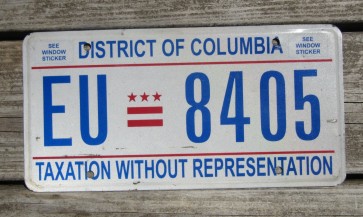 SEE
WINDOW
STICKER
DISTRICT OF COLUMBIA
SEE
WINDOW
STICKER
EU 8405
TAXATION WITHOUT REPRESENTATION